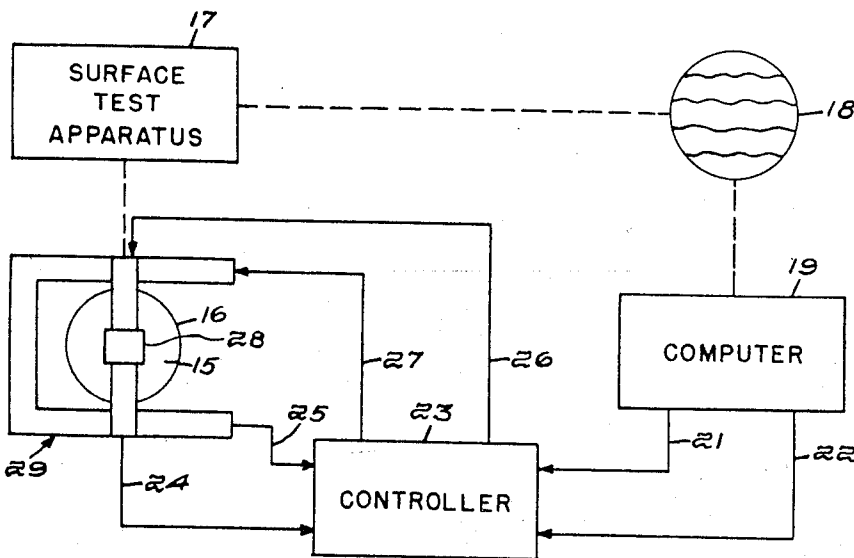 17
SURFACE
TEST
APPARATUS
18
16
28
15
29
24
25
27
26
23
CONTROLLER
19
COMPUTER
21
22